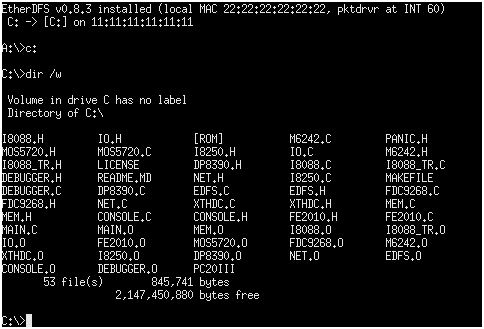 EtherDFS v0.8.3 installed (local MAC 22:22:22:22:22:22, pktdrvr at INT 60)
 C: -> [C:] on 11:11:11:11:11:11
A:\>c:
C:\>dir /w
 Volume in drive C has no label
 Directory of C:\
I8088.H IO.H [ROM] M6242.C PANIC.H
MOS5720.H MOS5720.C I8250.H IO.C M6242.H
I8088_TR.H LICENSE DP8390.H I8088.C I8088_TR.C
DEBUGGER.H README.MD NET.H I8250.C MAKEFILE
DEBUGGER.C DP8390.C EDFS.C EDFS.H FDC9268.C
FDC9268.H NET.C XTHDC.C XTHDC.H MEM.C
MEM.H CONSOLE.C CONSOLE.H FE2010.H FE2010.C
MAIN.C MAIN.O MEM.O I8088.O I8088_TR.O
IO.O FE2010.O MOS5720.O FDC9268.O M6242.O
XTHDC.O I8250.O DP8390.O NET.O EDFS.O
CONSOLE.O DEBUGGER.O PC20III
53 file(s) 845,741 bytes
2,147,450,880 bytes free
C:\>